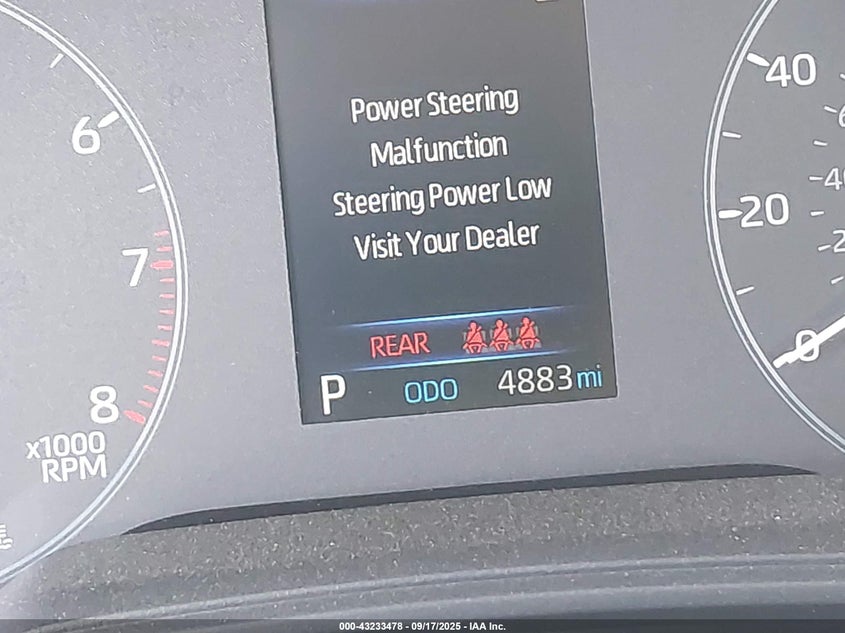 Power Steering
Malfunction
Steering Power Low
Visit Your Dealer
REAR
P ODO 4883 mi
6
7
8
x1000
RPM
40
20
0
000-43233478 - 09/17/2025 - IAA Inc.